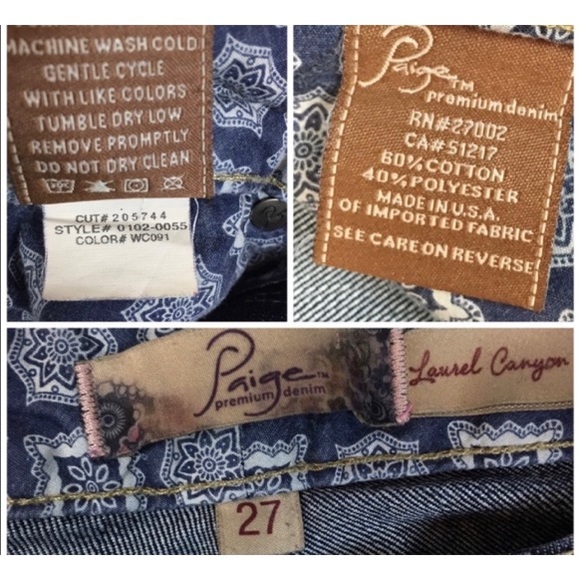 MACHINE WASH COLD
GENTLE CYCLE
WITH LIKE COLORS
TUMBLE DRY LOW
REMOVE PROMPTLY
DO NOT DRY CLEAN
CUT# 205744
STYLE# 0102-0055
COLOR# WC091
Paige™
premium denim
RN#27002
CA#51217
60% COTTON
40% POLYESTER
MADE IN U.S.A.
OF IMPORTED FABRIC
SEE CARE ON REVERSE
Paige™
premium denim
Laurel Canyon
27